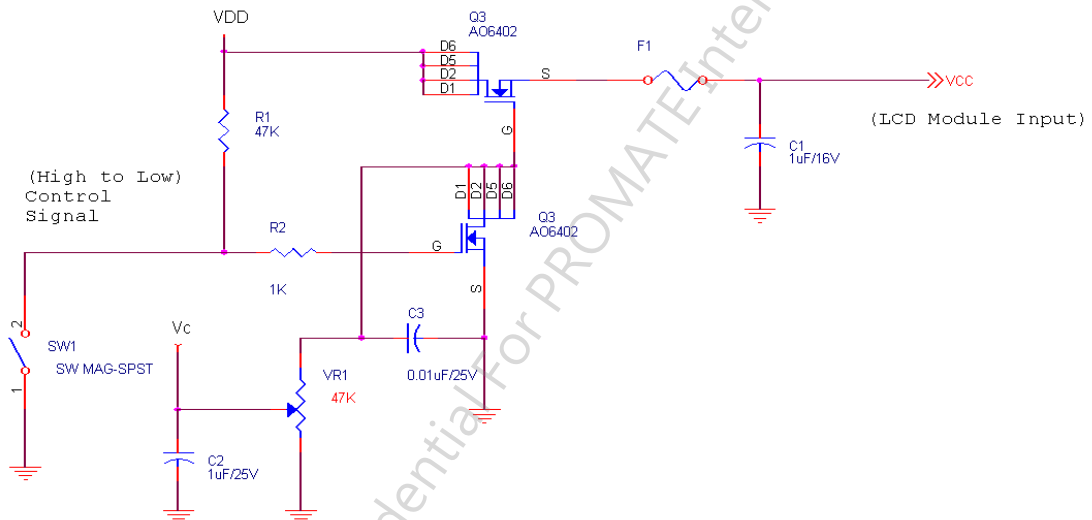 VDD
Q3
AO6402
D6
D5
D2
D1
S
G
F1
VCC
(LCD Module Input)
C1
1uF/16V
R1
47K
(High to Low)
Control
Signal
D1
D2
D5
D6
Q3
AO6402
R2
1K
G
S
2
SW1
SW MAG-SPST
1
Vc
C3
0.01uF/25V
VR1
47K
C2
1uF/25V
dential For PROMATE Inter